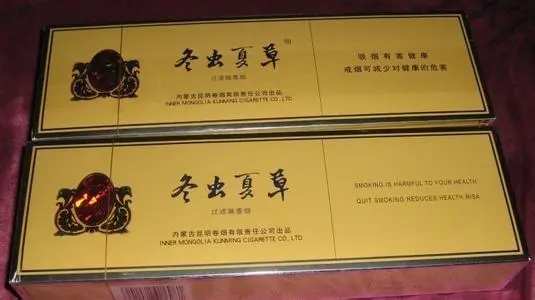 冬虫夏草
过滤嘴香烟
内蒙古昆明卷烟有限责任公司出品
INNER MONGOLIA KUNMING CIGARETTE CO., LTD.
吸烟有害健康
戒烟可减少对健康的危害
冬虫夏草
过滤嘴香烟
内蒙古昆明卷烟有限责任公司出品
INNER MONGOLIA KUNMING CIGARETTE CO., LTD.
SMOKING IS HARMFUL TO YOUR HEALTH
QUIT SMOKING REDUCES HEALTH RISK